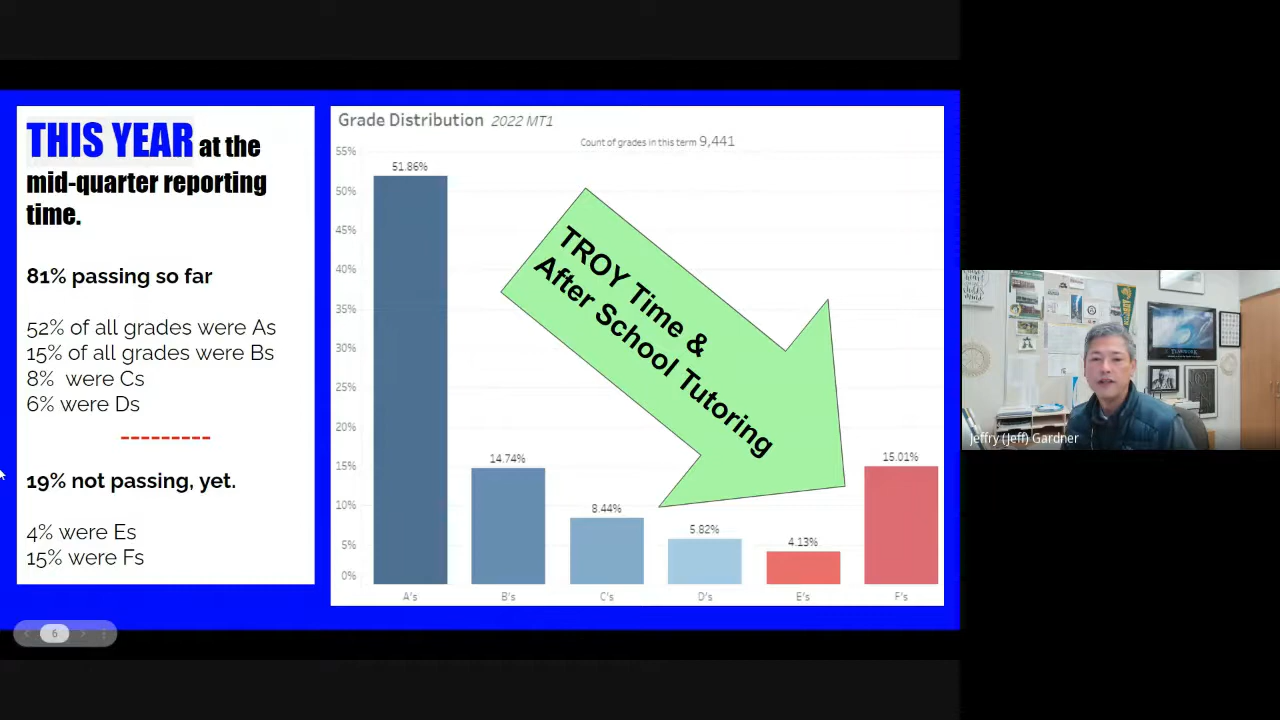 THIS YEAR at the
mid-quarter reporting
time.
81% passing so far
52% of all grades were As
15% of all grades were Bs
8% were Cs
6% were Ds
---------
19% not passing, yet.
4% were Es
15% were Fs
Grade Distribution 2022 MT1
Count of grades in this term 9,441
55%
50%
45%
40%
35%
30%
25%
20%
15%
10%
5%
0%
51.86%
14.74%
8.44%
5.82%
4.13%
15.01%
A's
B's
C's
D's
E's
F's
TROY Time &
After School Tutoring
6
TEAMWORK
Jeffry (Jeff) Gardner